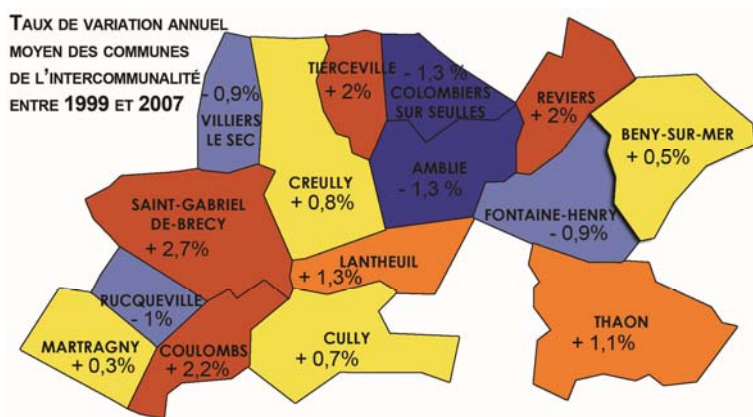 TAUX DE VARIATION ANNUEL
MOYEN DES COMMUNES
DE L'INTERCOMMUNALITÉ
ENTRE 1999 ET 2007
- 0,9%
VILLIERS
LE SEC
TIERCEVILLE
+ 2%
- 1,3 %
COLOMBIERS
SUR SEULLES
REVIERS
+ 2%
BENY-SUR-MER
+ 0,5%
SAINT-GABRIEL
DE-BRECY
+ 2,7%
CREULLY
+ 0,8%
AMBLIE
- 1,3 %
FONTAINE-HENRY
- 0,9%
LANTHEUIL
+ 1,3%
RUCQUEVILLE
- 1%
MARTRAGNY
+ 0,3%
COULOMBS
+ 2,2%
CULLY
+ 0,7%
THAON
+ 1,1%